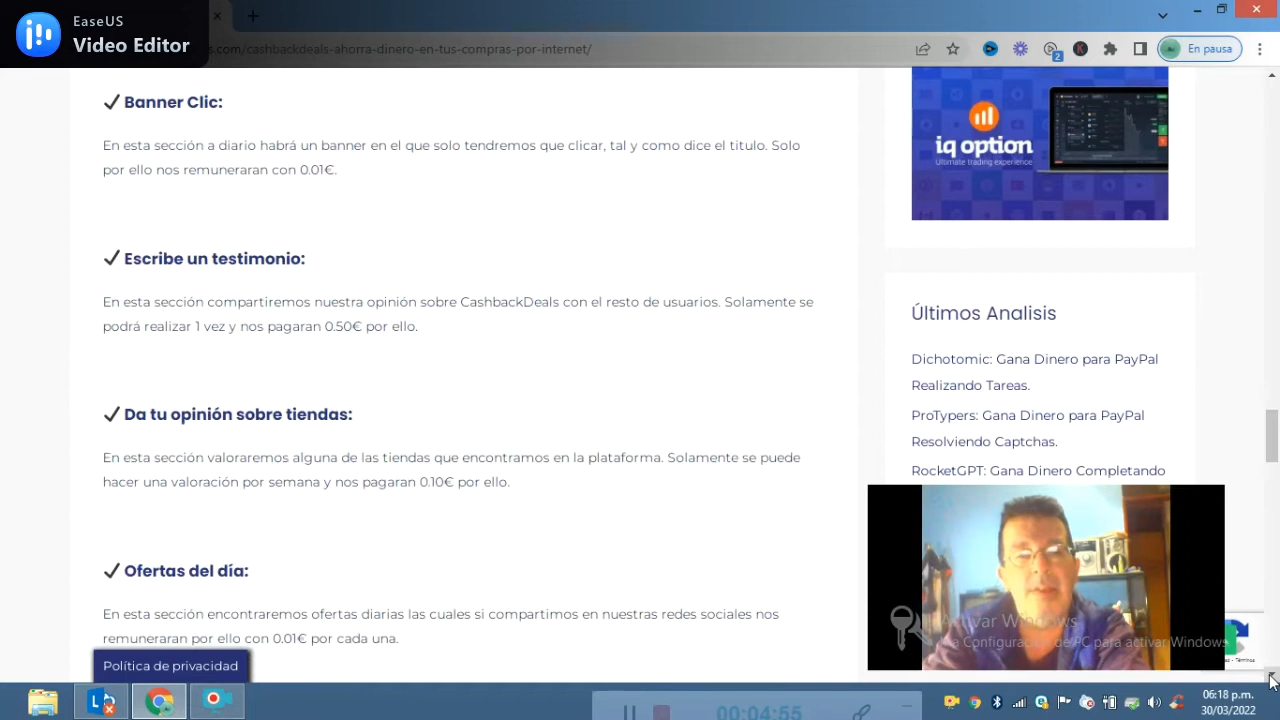 EaseUS
Video Editor
s.com/cashbackdeals-ahorra-dinero-en-tus-compras-por-internet/
2
K
En pausa
✓ Banner Clic:
En esta sección a diario habrá un banner en el que solo tendremos que clicar, tal y como dice el titulo. Solo
por ello nos remuneraran con 0.01€.
✓ Escribe un testimonio:
En esta sección compartiremos nuestra opinión sobre CashbackDeals con el resto de usuarios. Solamente se
podrá realizar 1 vez y nos pagaran 0.50€ por ello.
✓ Da tu opinión sobre tiendas:
En esta sección valoraremos alguna de las tiendas que encontramos en la plataforma. Solamente se puede
hacer una valoración por semana y nos pagaran 0.10€ por ello.
✓ Ofertas del día:
En esta sección encontraremos ofertas diarias las cuales si compartimos en nuestras redes sociales nos
remuneraran por ello con 0.01€ por cada una.
Política de privacidad
iq option
Ultimate trading experience
Últimos Analisis
Dichotomic: Gana Dinero para PayPal
Realizando Tareas.
ProTypers: Gana Dinero para PayPal
Resolviendo Captchas.
RocketGPT: Gana Dinero Completando
Activar Windows
a Configuración de PC para activar Windows
Términos
00:04:55
06:18 p.m.
30/03/2022